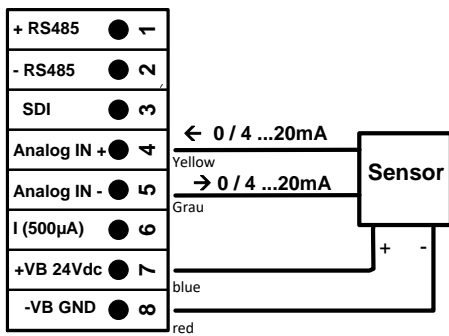 + RS485 1
- RS485 2
SDI 3
Analog IN + 4
← 0 / 4 ...20mA
Yellow
Sensor
Analog IN - 5
→ 0 / 4 ...20mA
Grau
I (500µA) 6
+ -
+VB 24Vdc 7
blue
-VB GND 8
red